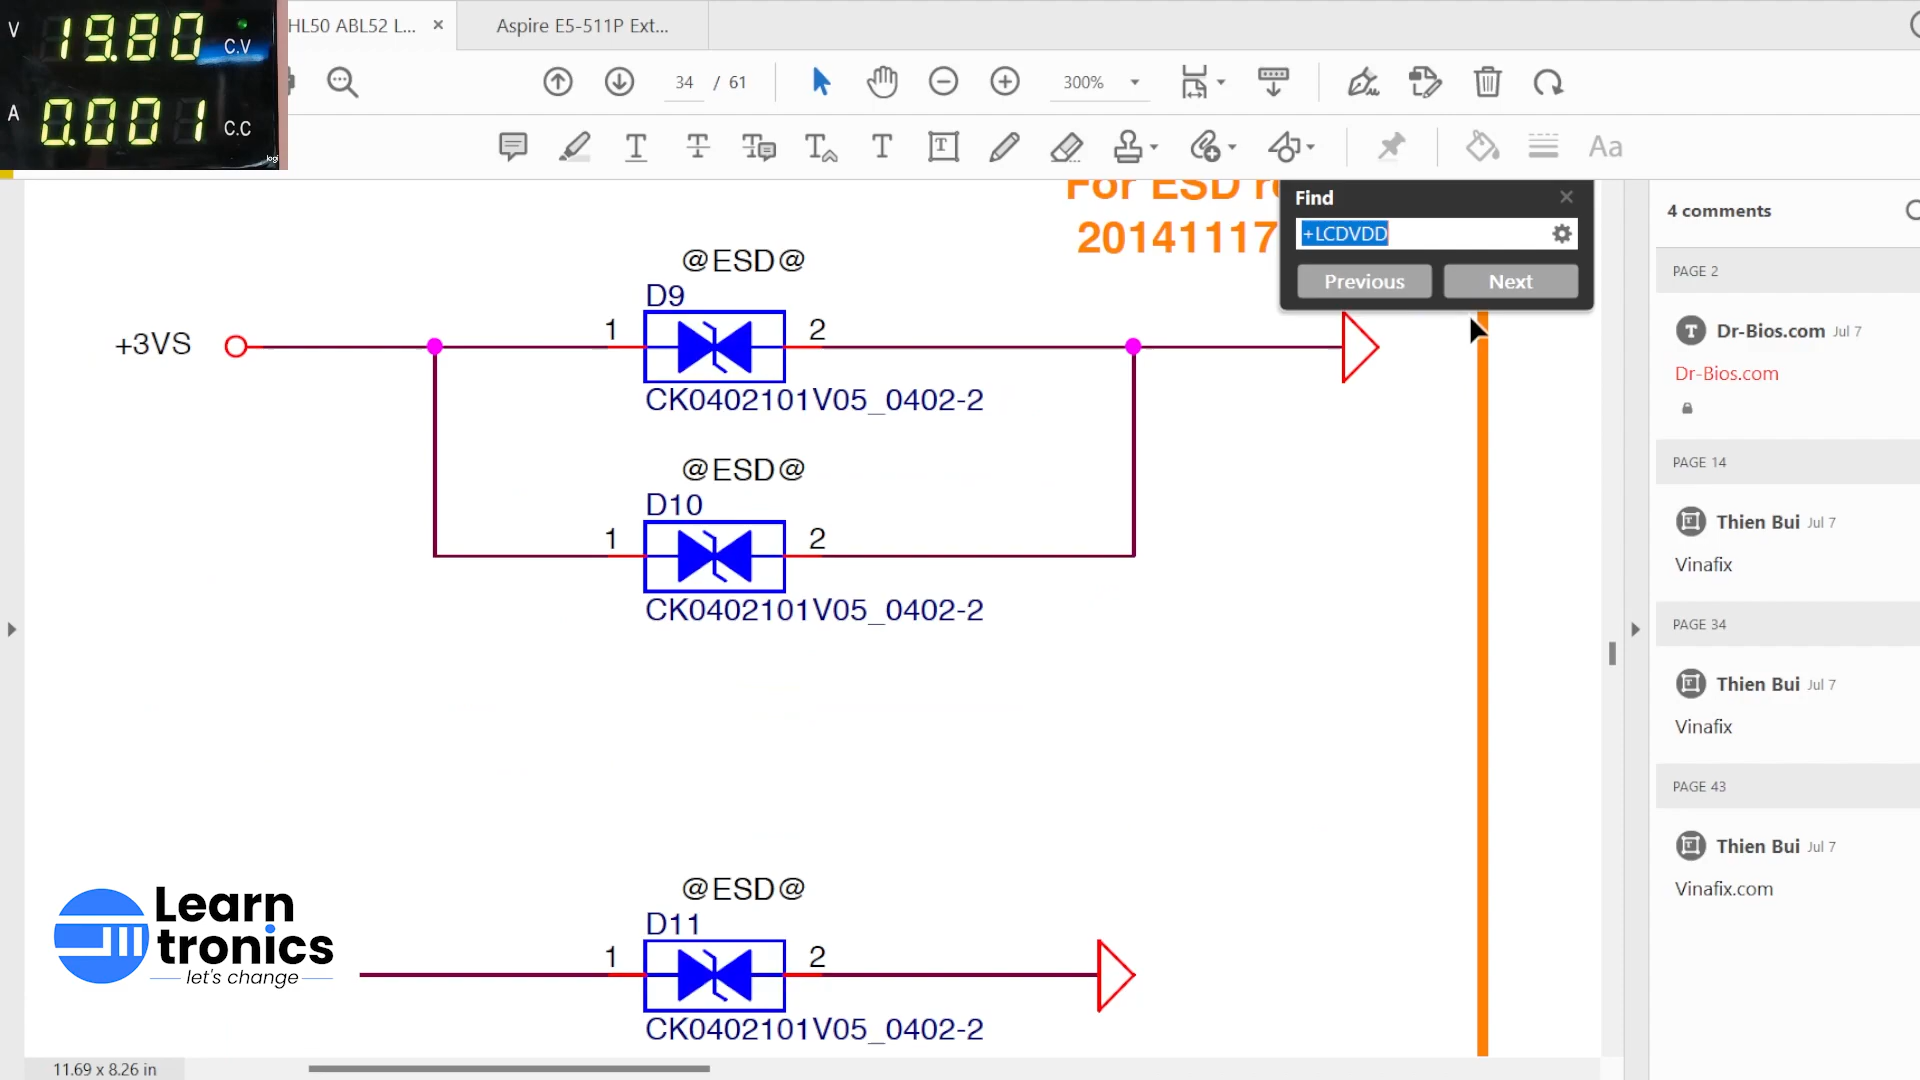 V 19.80 C.V
A 0.001 C.C
logi
HL50 ABL52 L...
Aspire E5-511P Ext...
34 / 61
300%
Aa
For ESD
20141117
Find
+LCDVDD
Previous
Next
4 comments
PAGE 2
Dr-Bios.com Jul 7
Dr-Bios.com
PAGE 14
Thien Bui Jul 7
Vinafix
PAGE 34
Thien Bui Jul 7
Vinafix
PAGE 43
Thien Bui Jul 7
Vinafix.com
@ESD@
D9
+3VS
1
2
CK0402101V05_0402-2
@ESD@
D10
1
2
CK0402101V05_0402-2
@ESD@
D11
1
2
CK0402101V05_0402-2
Learn
tronics
let's change
11.69 x 8.26 in